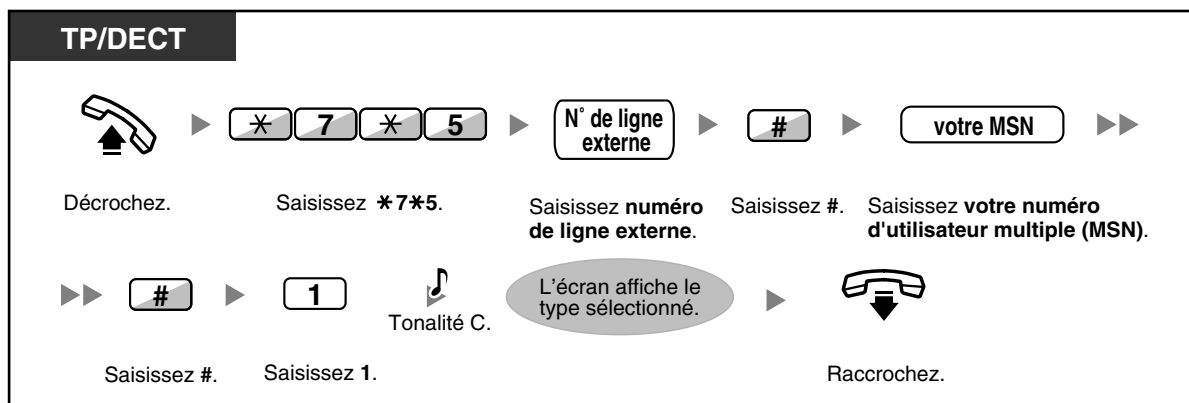 TP/DECT
✳ 7 ✳ 5
N° de ligne
externe
#
votre MSN
Décrochez.
Saisissez ✳7✳5.
Saisissez numéro
de ligne externe.
Saisissez #.
Saisissez votre numéro
d'utilisateur multiple (MSN).
#
1
Tonalité C.
L'écran affiche le
type sélectionné.
Saisissez #.
Saisissez 1.
Raccrochez.